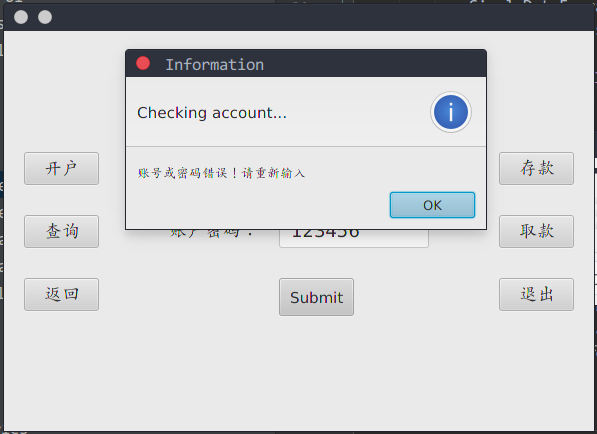 Information
Checking account...
账号或密码错误！请重新输入
OK
开户
存款
查询
账户密码：
123456
取款
返回
Submit
退出